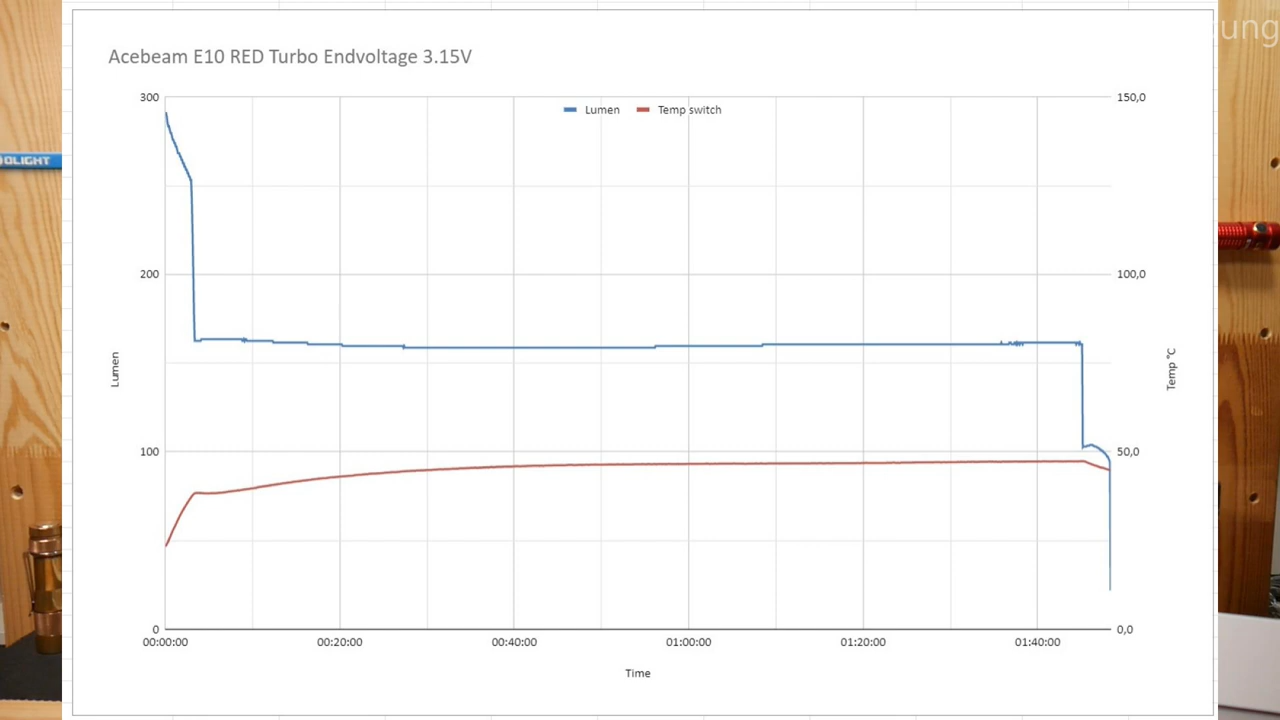 Acebeam E10 RED Turbo Endvoltage 3.15V
Lumen Temp switch
300
200
100
0
150,0
100,0
50,0
0,0
Lumen
Temp °C
00:00:00 00:20:00 00:40:00 01:00:00 01:20:00 01:40:00
Time
OLIGHT